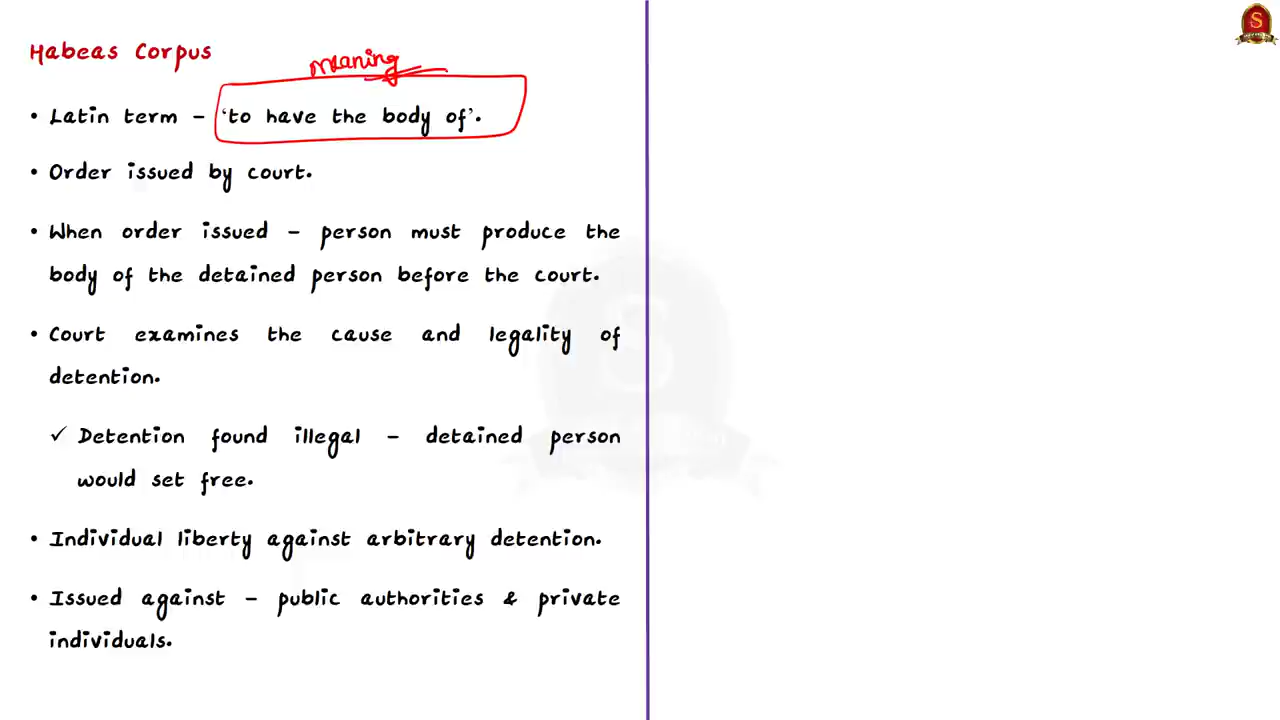 Habeas Corpus
meaning
• Latin term – 'to have the body of'.
• Order issued by court.
• When order issued – person must produce the
body of the detained person before the court.
• Court examines the cause and legality of
detention.
✓ Detention found illegal – detained person
would set free.
• Individual liberty against arbitrary detention.
• Issued against – public authorities & private
individuals.
S